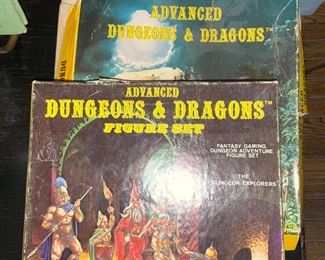 ADVANCED
DUNGEONS & DRAGONS™
ADVANCED
DUNGEONS & DRAGONS™
FIGURE SET
FANTASY GAMING
DUNGEON ADVENTURE
FIGURE SET
THE
DUNGEON EXPLORERS